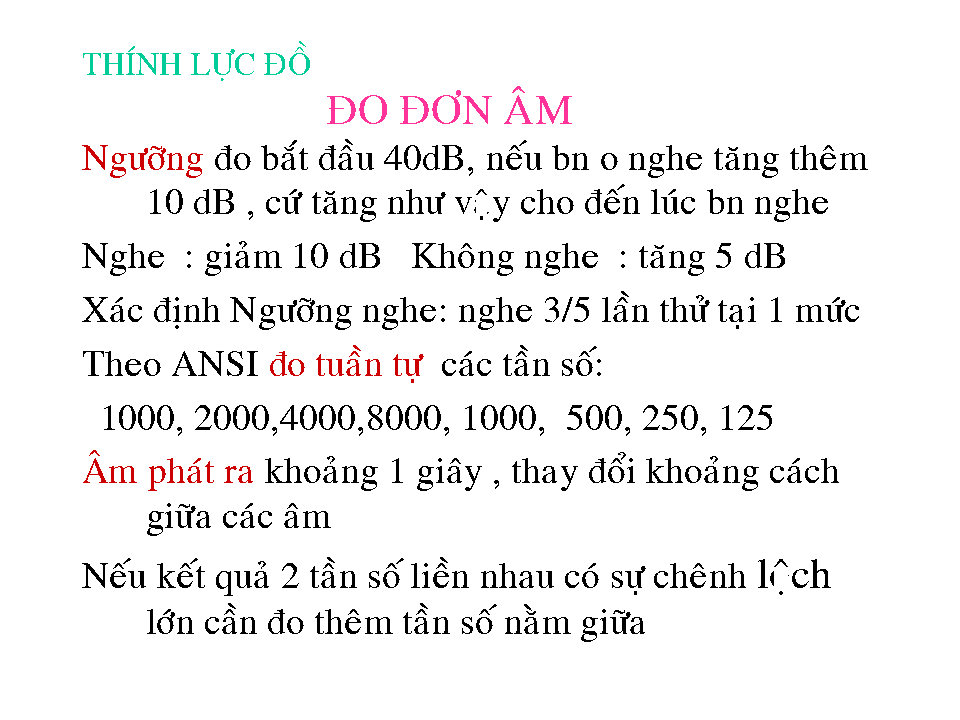 THÍNH LỰC ĐỒ
ĐO ĐƠN ÂM
Ngưỡng đo bắt đầu 40dB, nếu bn o nghe tăng thêm
10 dB , cứ tăng như vậy cho đến lúc bn nghe
Nghe : giảm 10 dB Không nghe : tăng 5 dB
Xác định Ngưỡng nghe: nghe 3/5 lần thử tại 1 mức
Theo ANSI đo tuần tự các tần số:
1000, 2000,4000,8000, 1000, 500, 250, 125
Âm phát ra khoảng 1 giây , thay đổi khoảng cách
giữa các âm
Nếu kết quả 2 tần số liền nhau có sự chênh lệch
lớn cần đo thêm tần số nằm giữa